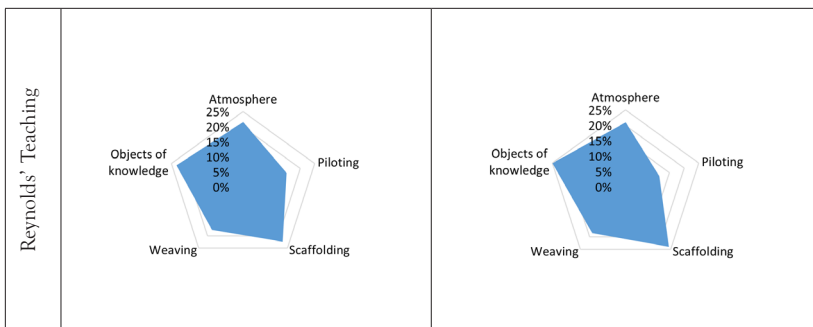 Reynolds' Teaching
Atmosphere
25%
20%
15%
10%
5%
0%
Piloting
Scaffolding
Weaving
Objects of
knowledge
Atmosphere
25%
20%
15%
10%
5%
0%
Piloting
Scaffolding
Weaving
Objects of
knowledge